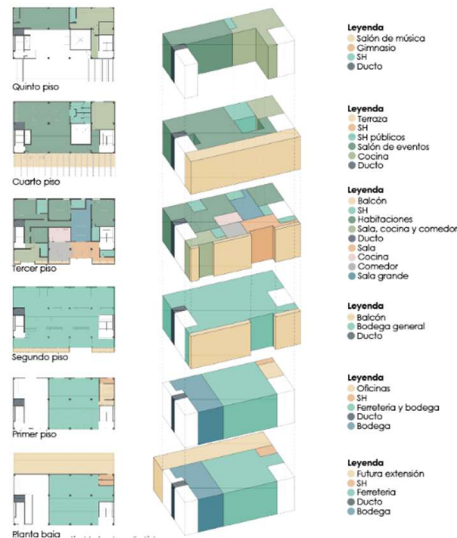 Leyenda
Salón de música
Gimnasio
SH
Ducto
Quinto piso
Leyenda
Terraza
SH
SH públicos
Salón de eventos
Cocina
Ducto
Cuarto piso
Leyenda
Balcón
SH
Habitaciones
Sala, cocina y comedor
Ducto
Sala
Cocina
Comedor
Sala grande
Tercer piso
Leyenda
Balcón
Bodega general
Ducto
Segundo piso
Leyenda
Oficinas
SH
Ferretería y bodega
Ducto
Bodega
Primer piso
Leyenda
Futura extensión
SH
Ferretería
Ducto
Bodega
Planta baja